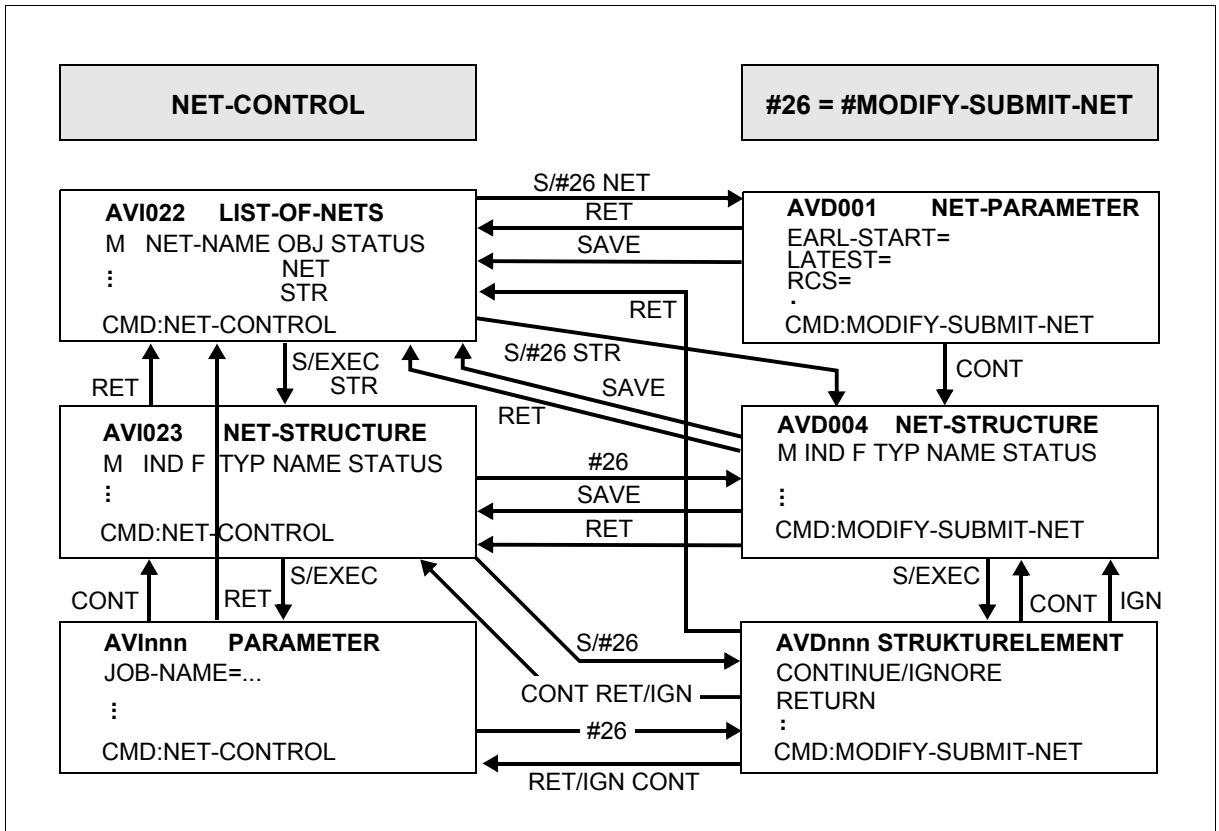 NET-CONTROL
#26 = #MODIFY-SUBMIT-NET
AVI022 LIST-OF-NETS
M NET-NAME OBJ STATUS
⋮ NET
STR
CMD:NET-CONTROL
S/#26 NET
RET
SAVE
AVD001 NET-PARAMETER
EARL-START=
LATEST=
RCS=
.
CMD:MODIFY-SUBMIT-NET
RET
S/EXEC
STR
RET
S/#26 STR
SAVE
RET
CONT
AVI023 NET-STRUCTURE
M IND F TYP NAME STATUS
⋮
CMD:NET-CONTROL
#26
SAVE
RET
AVD004 NET-STRUCTURE
M IND F TYP NAME STATUS
⋮
CMD:MODIFY-SUBMIT-NET
CONT
RET
S/EXEC
S/EXEC
CONT
IGN
AVInnn PARAMETER
JOB-NAME=...
⋮
CMD:NET-CONTROL
S/#26
CONT RET/IGN
#26
RET/IGN CONT
AVDnnn STRUKTURELEMENT
CONTINUE/IGNORE
RETURN
:
CMD:MODIFY-SUBMIT-NET